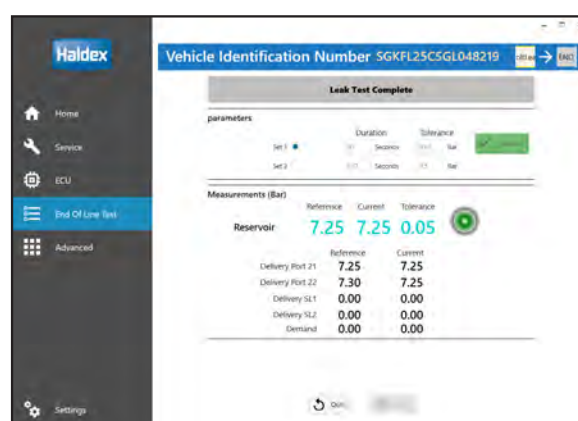 Haldex
Vehicle Identification Number SGKFL25CSGL048219
Leak Test Complete
Home
Service
ECU
End Of Line Test
Advanced
Settings
parameters
Duration Tolerance
Set 1 Seconds Bar
Set 2 Seconds Bar
Measurements (Bar)
Reference Current Tolerance
Reservoir 7.25 7.25 0.05
Reference Current
Delivery Port 21 7.25 7.25
Delivery Port 22 7.30 7.25
Delivery SL1 0.00 0.00
Delivery SL2 0.00 0.00
Demand 0.00 0.00